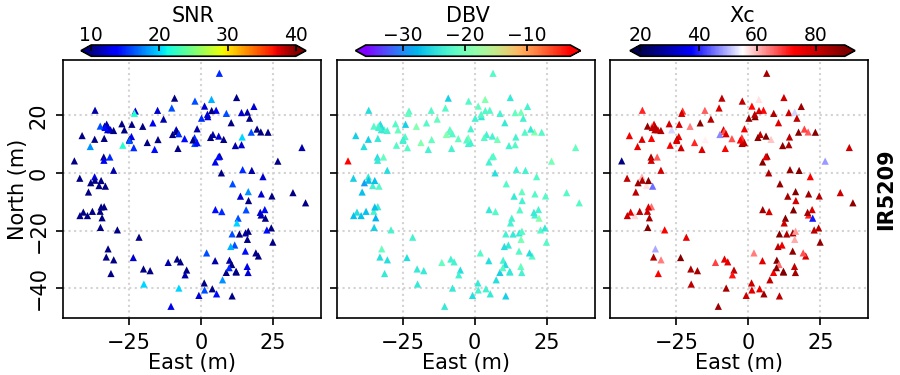 SNR DBV Xc
10 20 30 40 −30 −20 −10 20 40 60 80
20
0
−20
−40
North (m)
IR5209
−25 0 25 −25 0 25 −25 0 25
East (m) East (m) East (m)